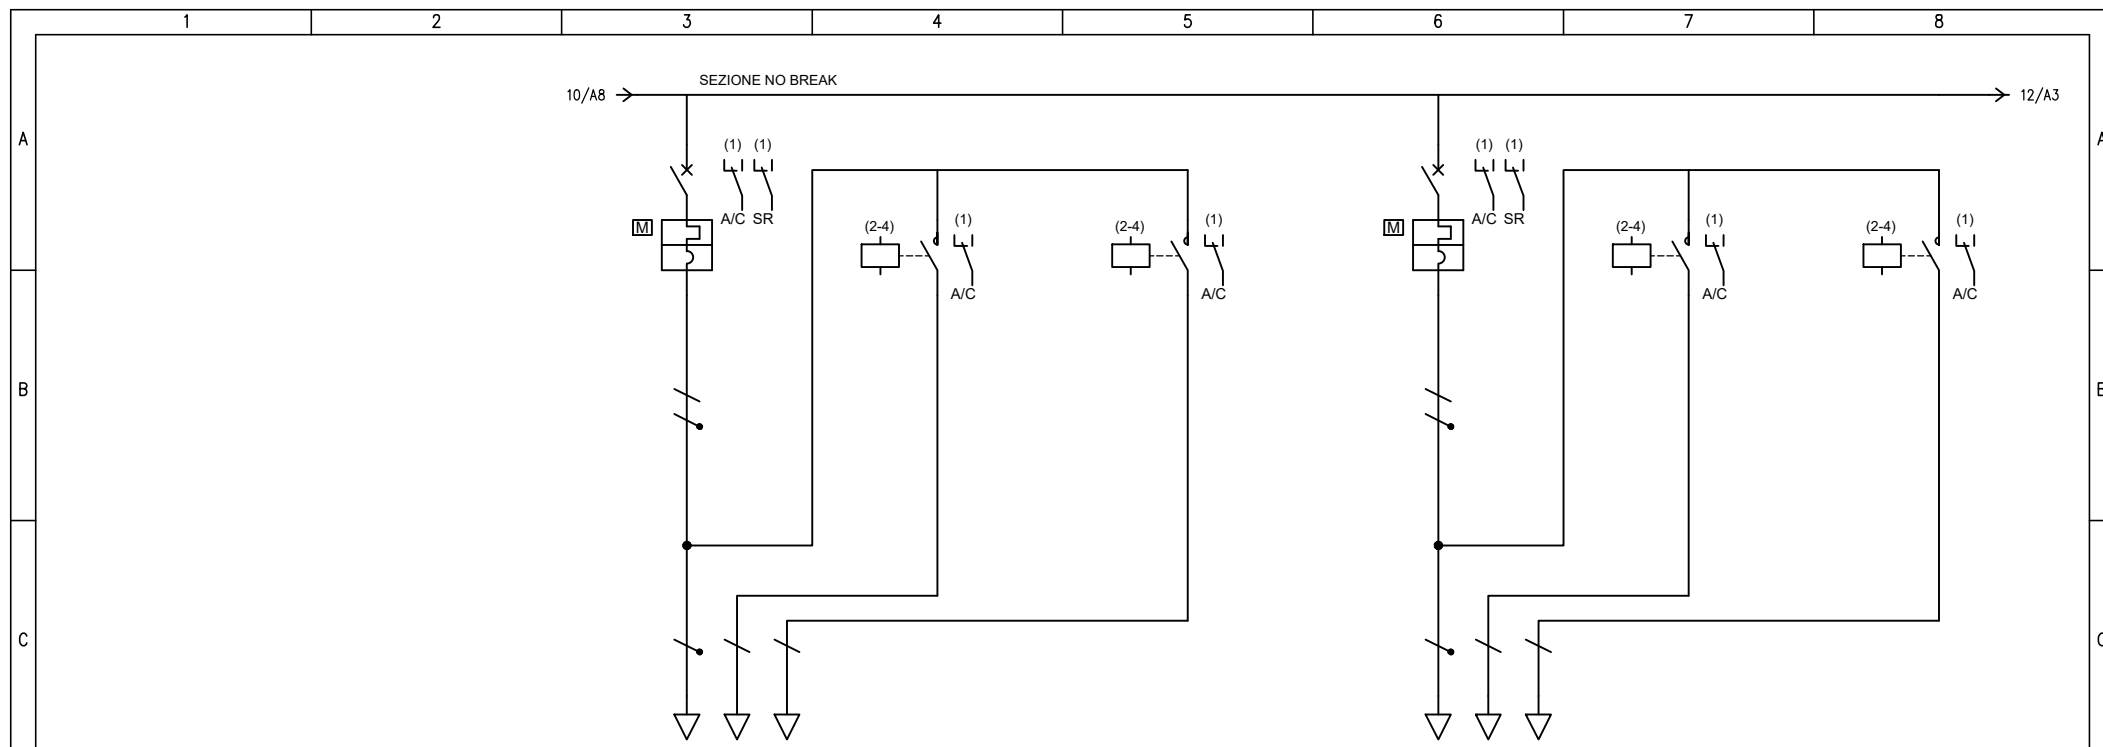 1 2 3 4 5 6 7 8
SEZIONE NO BREAK
10/A8 12/A3
A A
(1) (1) (1) (1)
A/C SR A/C SR
M (2-4) (1) (2-4) (1) M (2-4) (1) (2-4) (1)
A/C A/C A/C A/C
B B
C C